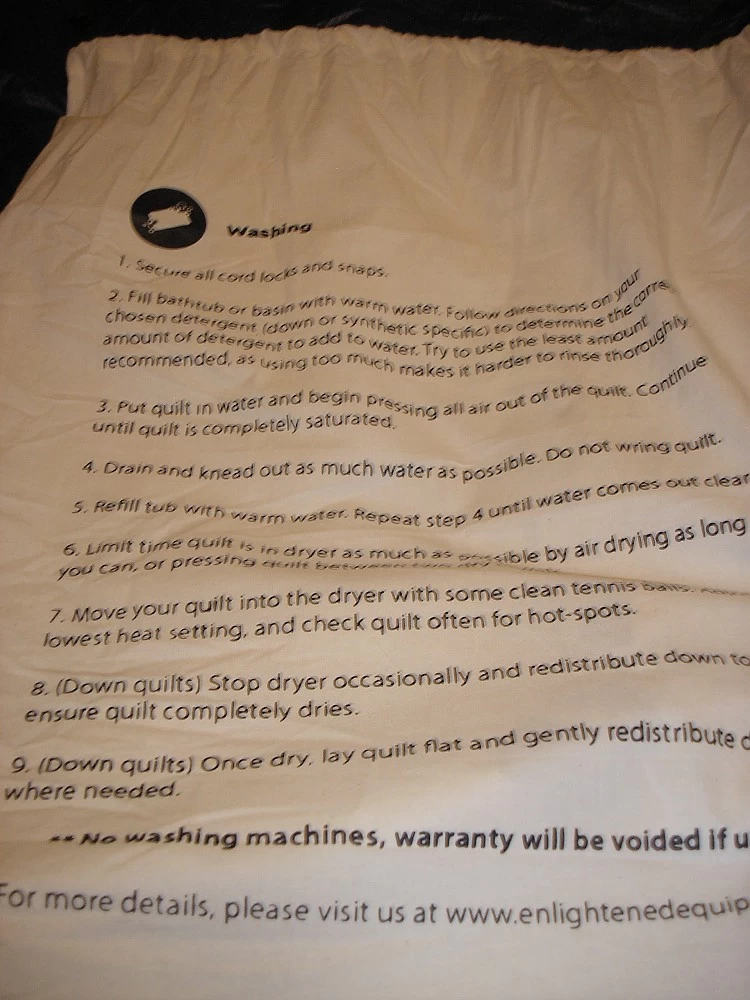 Washing
1. Secure all cord locks and snaps.
2. Fill bathtub or basin with warm water. Follow directions on your
chosen detergent (down or synthetic specific) to determine the corre
amount of detergent to add to water. Try to use the least amount
recommended, as using too much makes it harder to rinse thoroughly.
3. Put quilt in water and begin pressing all air out of the quilt. Continue
until quilt is completely saturated.
4. Drain and knead out as much water as possible. Do not wring quilt.
5. Refill tub with warm water. Repeat step 4 until water comes out clear
6. Limit time quilt is in dryer as much as possible by air drying as long
you can, or pressing quilt between two
7. Move your quilt into the dryer with some clean tennis balls.
lowest heat setting, and check quilt often for hot-spots.
8. (Down quilts) Stop dryer occasionally and redistribute down to
ensure quilt completely dries.
9. (Down quilts) Once dry, lay quilt flat and gently redistribute d
where needed.
** No washing machines, warranty will be voided if u
For more details, please visit us at www.enlightenedequip